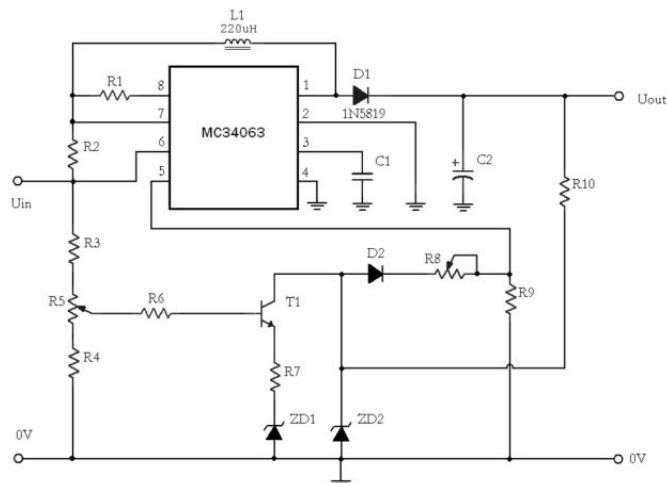 L1
220uH
R1
8
1
D1
1N5819
Uout
7
2
MC34063
R2
6
3
C1
C2
5
4
R10
Uin
R3
D2
R8
R5
R6
T1
R9
R4
R7
0V
ZD1
ZD2
0V
+